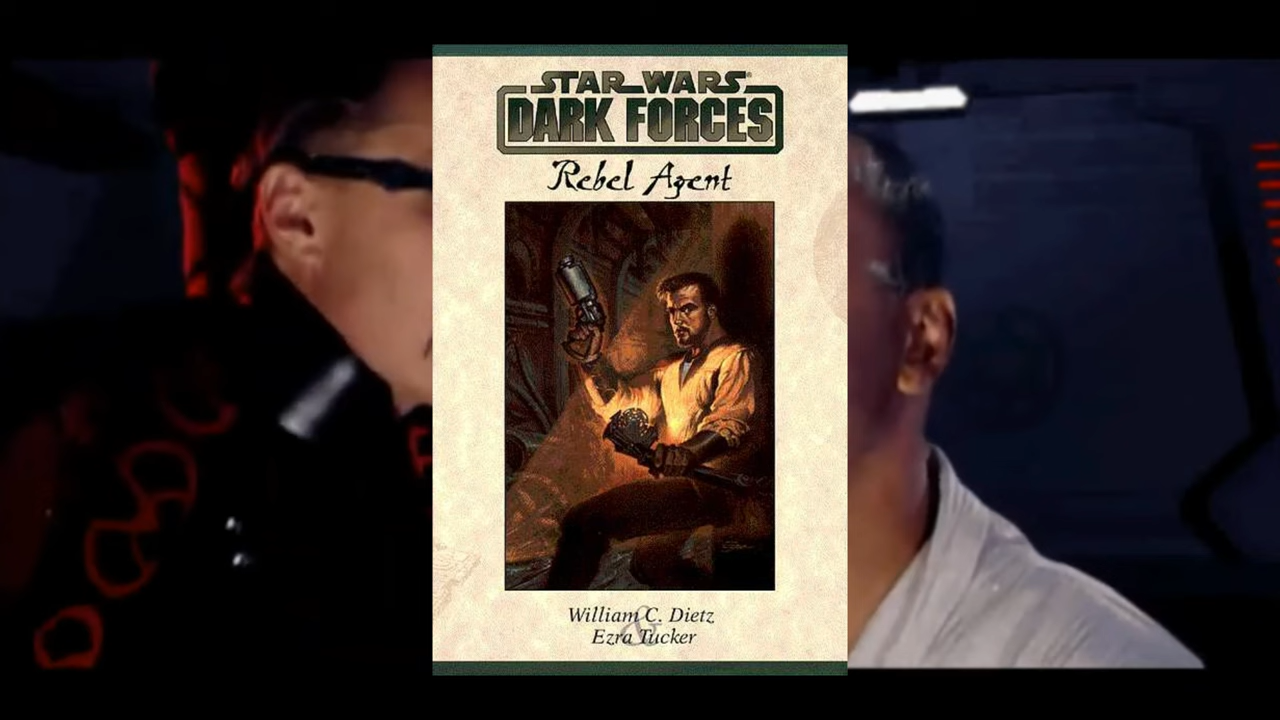 STAR WARS
DARK FORCES
Rebel Agent
William C. Dietz
&
Ezra Tucker